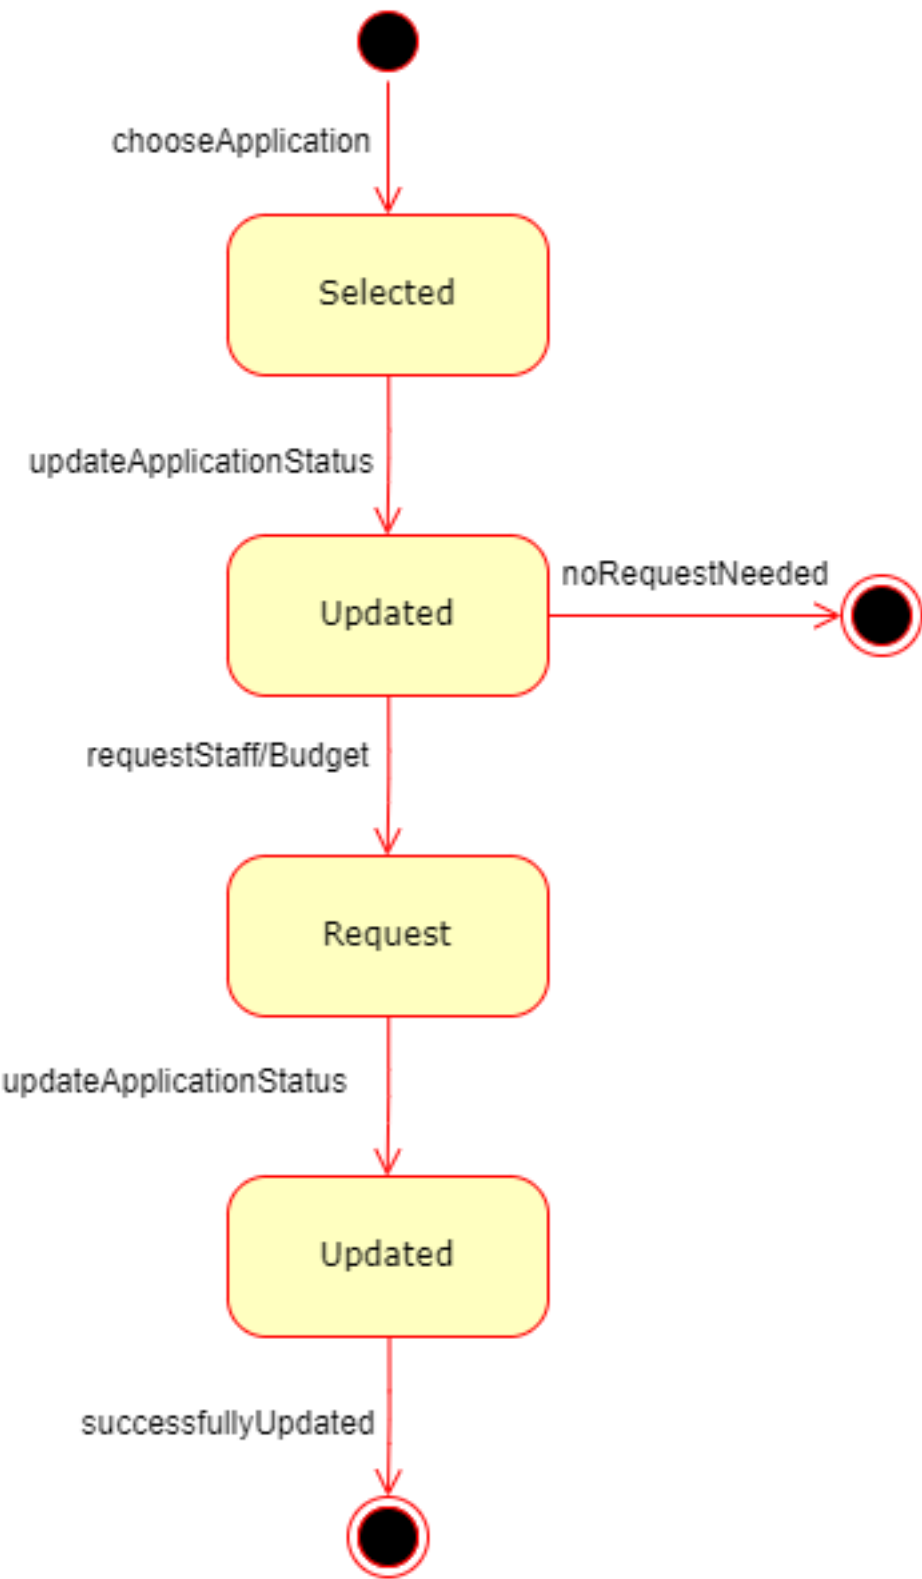 chooseApplication
Selected
updateApplicationStatus
Updated
noRequestNeeded
requestStaff/Budget
Request
updateApplicationStatus
Updated
successfullyUpdated